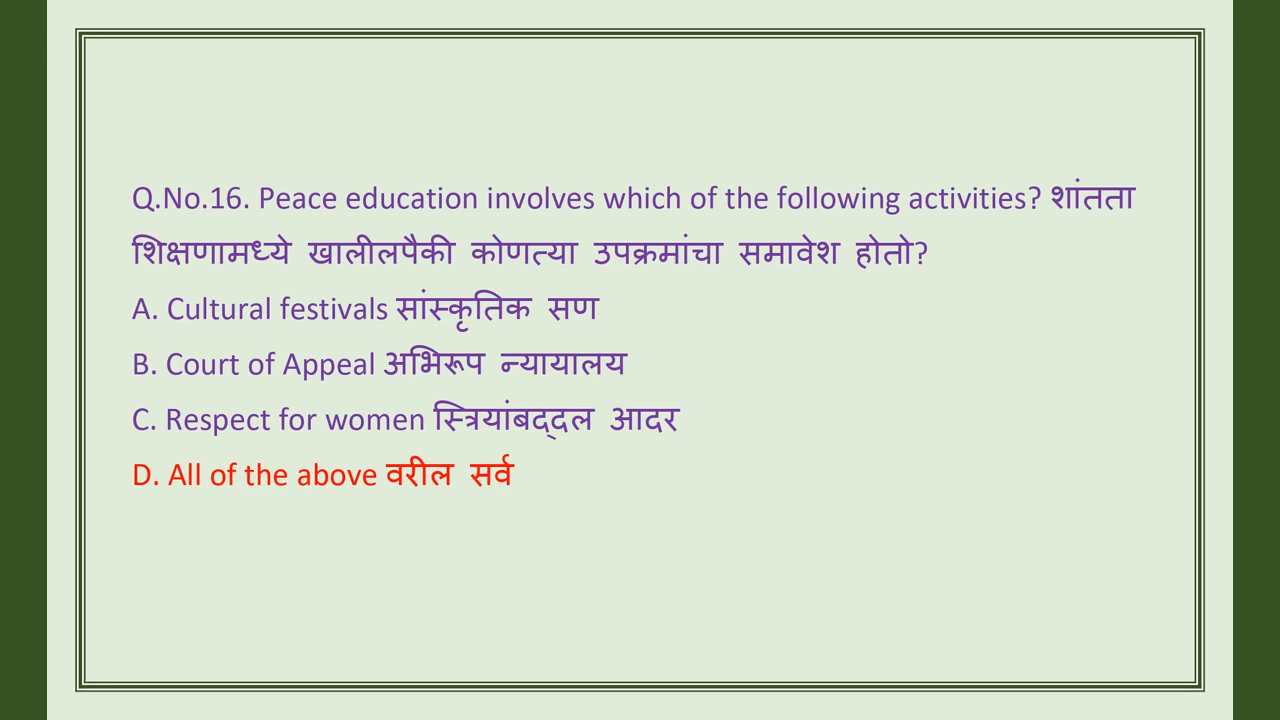 Q.No.16. Peace education involves which of the following activities? शांतता
शिक्षणामध्ये खालीलपैकी कोणत्या उपक्रमांचा समावेश होतो?
A. Cultural festivals सांस्कृतिक सण
B. Court of Appeal अभिरूप न्यायालय
C. Respect for women स्त्रियांबद्दल आदर
D. All of the above वरील सर्व